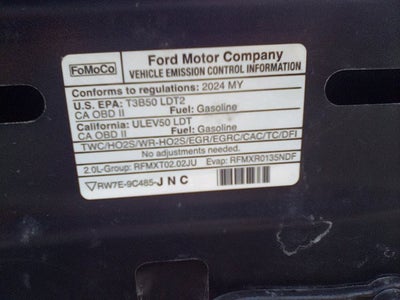 FoMoCo
Ford Motor Company
VEHICLE EMISSION CONTROL INFORMATION
Conforms to regulations: 2024 MY
U.S. EPA: T3B50 LDT2
CA OBD II Fuel: Gasoline
California: ULEV50 LDT
CA OBD II Fuel: Gasoline
TWC/HO2S/WR-HO2S/EGR/EGRC/CAC/TC/DFI
No adjustments needed.
2.0L-Group: RFMXT02.02JU Evap: RFMXR0135NDF
RW7E-9C485-JNC